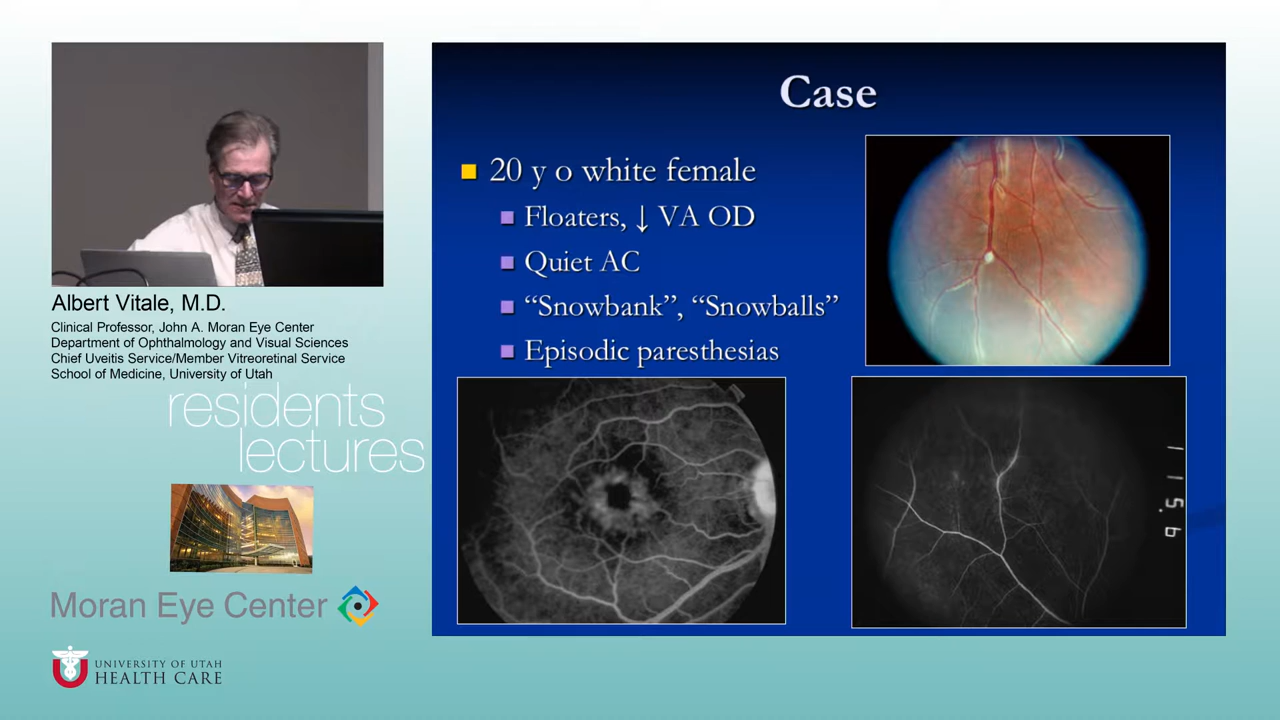 Case
20 y o white female
Floaters, ↓ VA OD
Quiet AC
“Snowbank”, “Snowballs”
Episodic paresthesias
115.6
Albert Vitale, M.D.
Clinical Professor, John A. Moran Eye Center
Department of Ophthalmology and Visual Sciences
Chief Uveitis Service/Member Vitreoretinal Service
School of Medicine, University of Utah
residents
lectures
Moran Eye Center
U
UNIVERSITY OF UTAH
HEALTH CARE